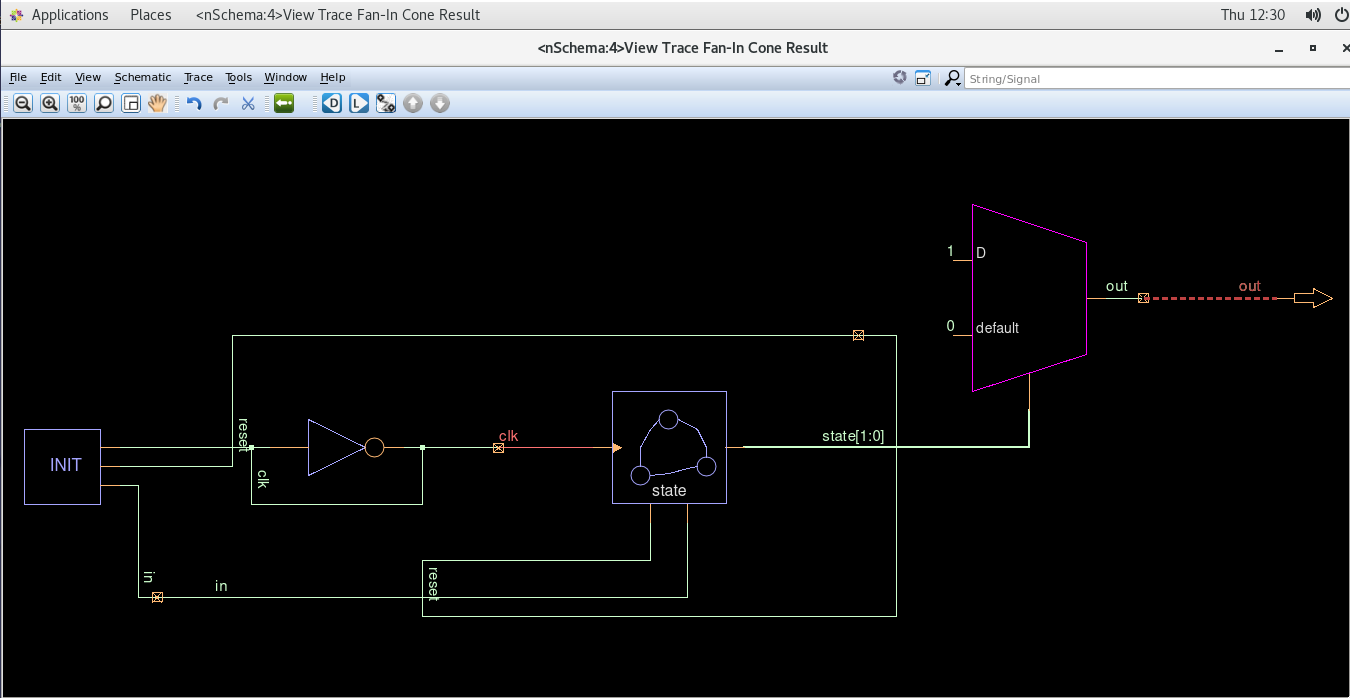 Applications Places <nSchema:4>View Trace Fan-In Cone Result Thu 12:30
<nSchema:4>View Trace Fan-In Cone Result
File Edit View Schematic Trace Tools Window Help String/Signal
100 % D L
1 D
out out
0 default
reset
clk
state[1:0]
INIT
clk
state
in
in
reset